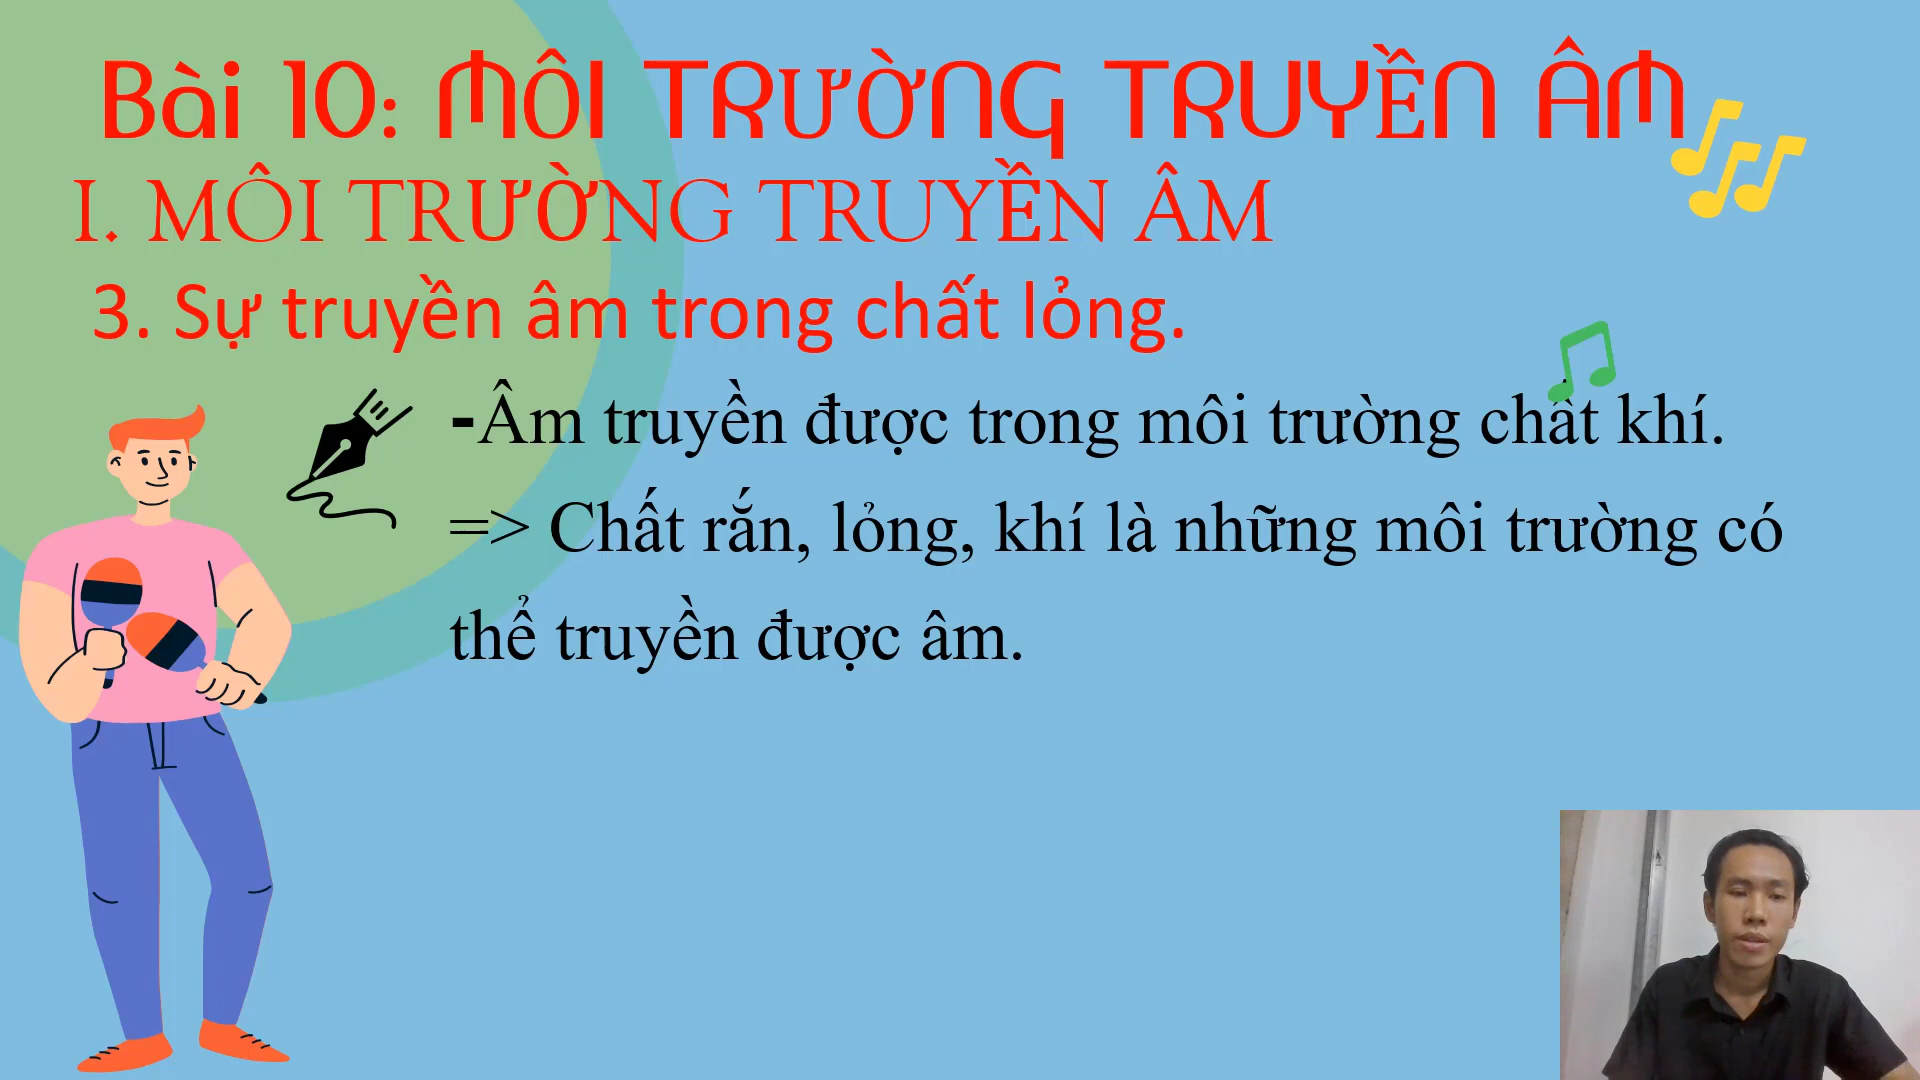 Bài 10: MÔI TRƯỜNG TRUYỀN ÂM
I. MÔI TRƯỜNG TRUYỀN ÂM
3. Sự truyền âm trong chất lỏng.
-Âm truyền được trong môi trường chất khí.
=> Chất rắn, lỏng, khí là những môi trường có
thể truyền được âm.